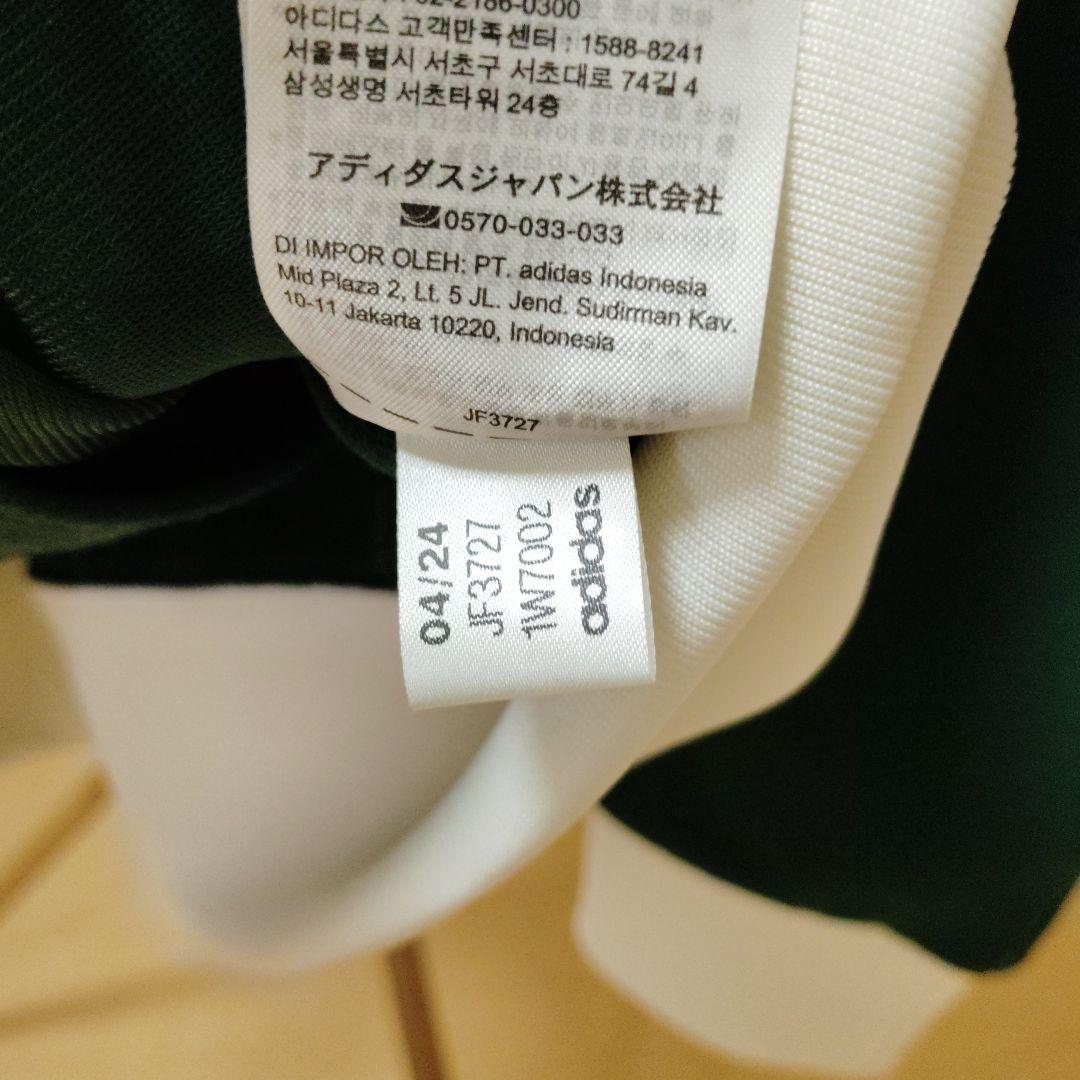 02-2186-0300
아디다스 고객만족센터 : 1588-8241
서울특별시 서초구 서초대로 74길 4
삼성생명 서초타워 24층
アディダスジャパン株式会社
0570-033-033
DI IMPOR OLEH: PT. adidas Indonesia
Mid Plaza 2, Lt. 5 JL. Jend. Sudirman Kav.
10-11 Jakarta 10220, Indonesia
JF3727
04/24
JF3727
1W7002
adidas